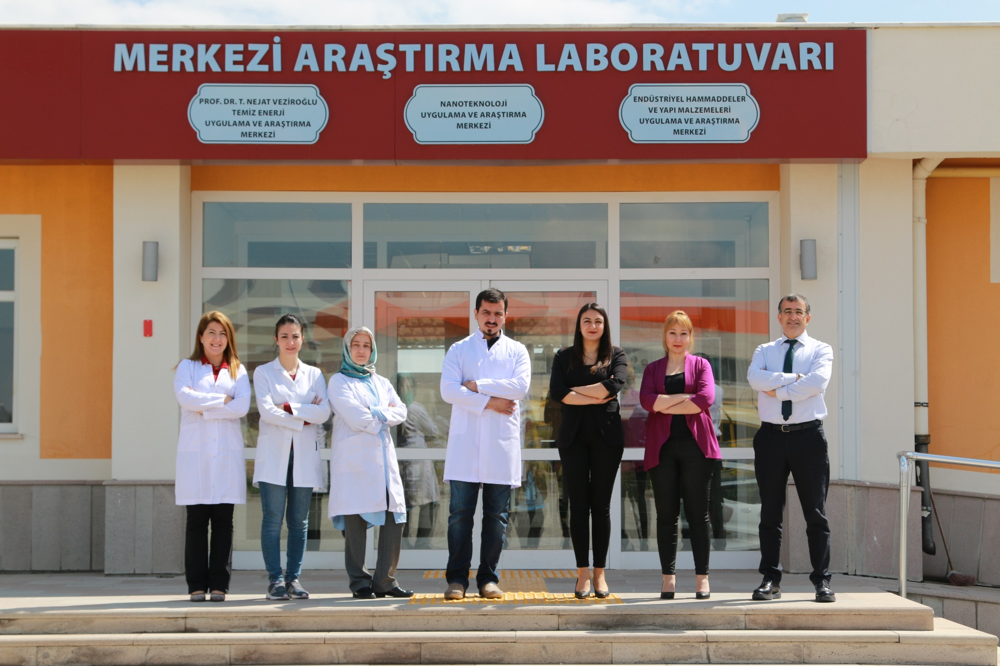 MERKEZİ ARAŞTIRMA LABORATUVARI
PROF. DR. T. NEJAT VEZİROĞLU
TEMİZ ENERJİ
UYGULAMA VE ARAŞTIRMA
MERKEZİ
NANOTEKNOLOJİ
UYGULAMA VE ARAŞTIRMA
MERKEZİ
ENDÜSTRİYEL HAMMADDELER
VE YAPI MALZEMELERİ
UYGULAMA VE ARAŞTIRMA
MERKEZİ